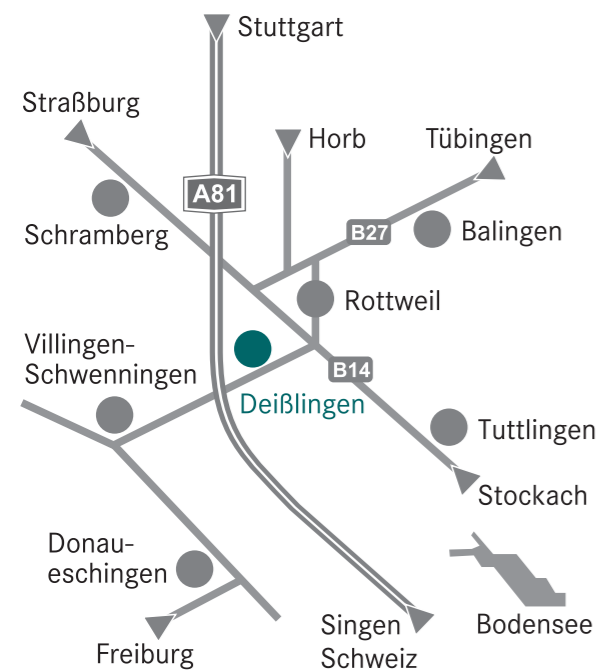 Stuttgart
Straßburg
Horb
Tübingen
A81
Schramberg
B27
Balingen
Rottweil
Villingen-
Schwenningen
B14
Deißlingen
Tuttlingen
Stockach
Donau-
eschingen
Bodensee
Freiburg
Singen
Schweiz